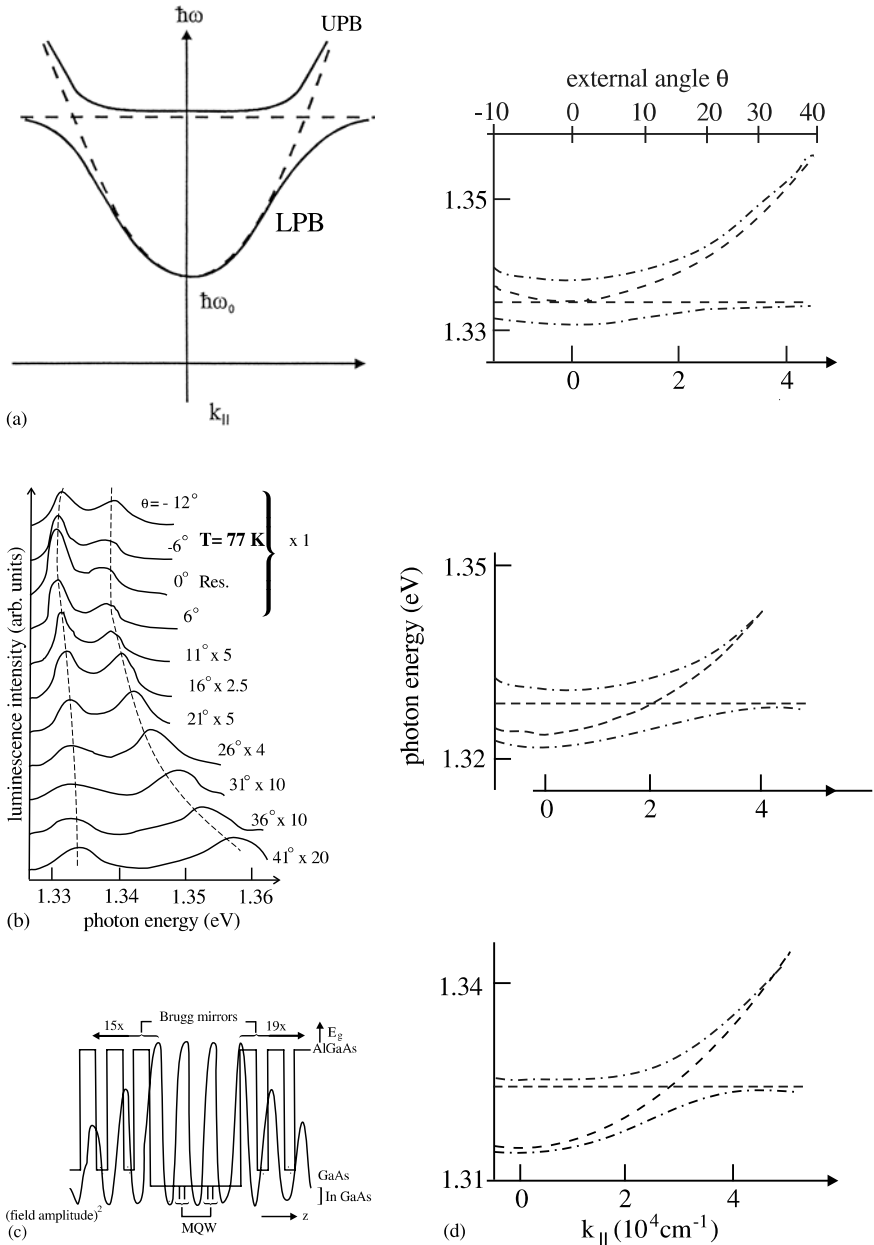 ħω
UPB
LPB
ħω₀
k||
(a)
luminescence intensity (arb. units)
θ = - 12°
-6° T= 77 K x 1
0° Res.
6°
11° x 5
16° x 2.5
21° x 5
26° x 4
31° x 10
36° x 10
41° x 20
1.33 1.34 1.35 1.36
photon energy (eV)
(b)
Brugg mirrors
15x 19x
E_g
AlGaAs
GaAs
In GaAs
(field amplitude)²
MQW
z
(c)
external angle θ
-10 0 10 20 30 40
1.35
1.33
0 2 4
photon energy (eV)
1.35
1.32
0 2 4
1.34
1.31
0 2 4
k|| (10⁴cm⁻¹)
(d)